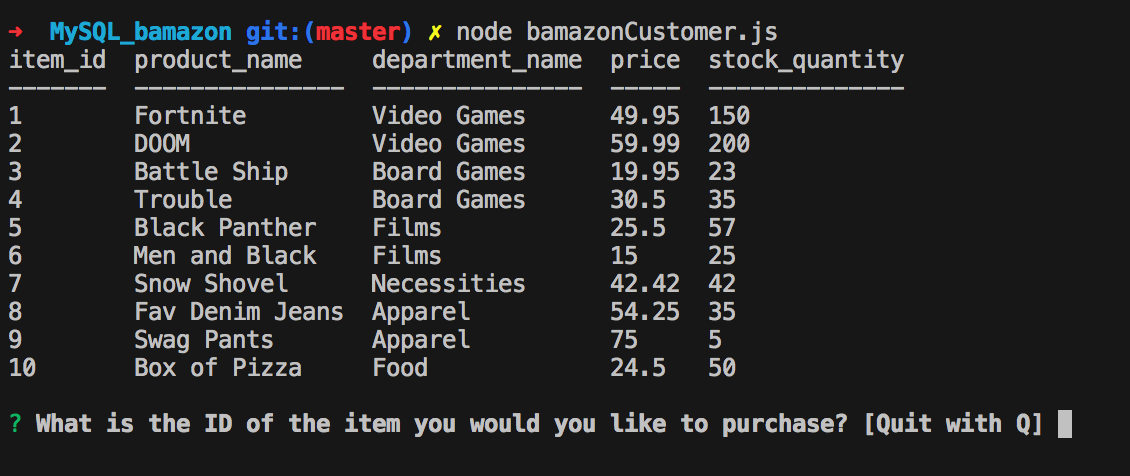 ➜  MySQL_bamazon git:(master) ✗ node bamazonCustomer.js
item_id  product_name     department_name  price  stock_quantity
-------  ---------------  ---------------  -----  --------------
1        Fortnite         Video Games      49.95  150
2        DOOM             Video Games      59.99  200
3        Battle Ship      Board Games      19.95  23
4        Trouble          Board Games      30.5   35
5        Black Panther    Films            25.5   57
6        Men and Black    Films            15     25
7        Snow Shovel      Necessities      42.42  42
8        Fav Denim Jeans  Apparel          54.25  35
9        Swag Pants       Apparel          75     5
10       Box of Pizza     Food             24.5   50
? What is the ID of the item you would you like to purchase? [Quit with Q]